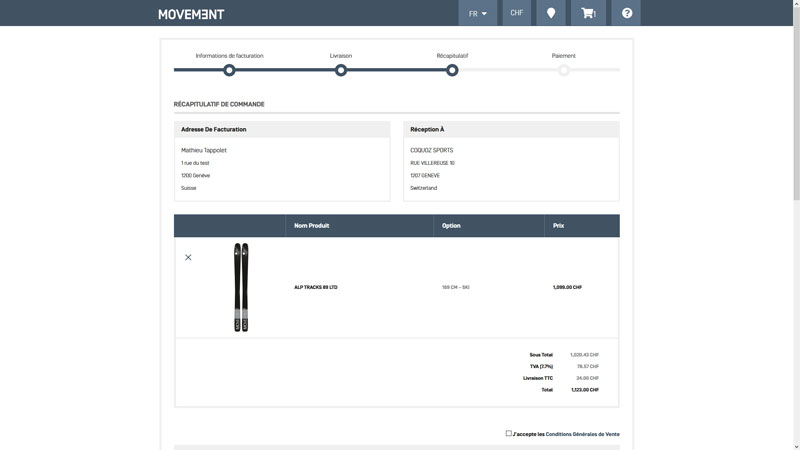 MOVEMENT
FR CHF 1
Informations de facturation Livraison Récapitulatif Paiement
RÉCAPITULATIF DE COMMANDE
Adresse De Facturation
Mathieu Tappolet
1 rue du test
1200 Genève
Suisse
Réception À
COQUOZ SPORTS
RUE VILLEREUSE 10
1207 GENEVE
Switzerland
Nom Produit Option Prix
ALP TRACKS 89 LTD 169 CM - SKI 1,099.00 CHF
Sous Total 1,020.43 CHF
TVA (7.7%) 78.57 CHF
Livraison TTC 24.00 CHF
Total 1,123.00 CHF
J'accepte les Conditions Générales de Vente